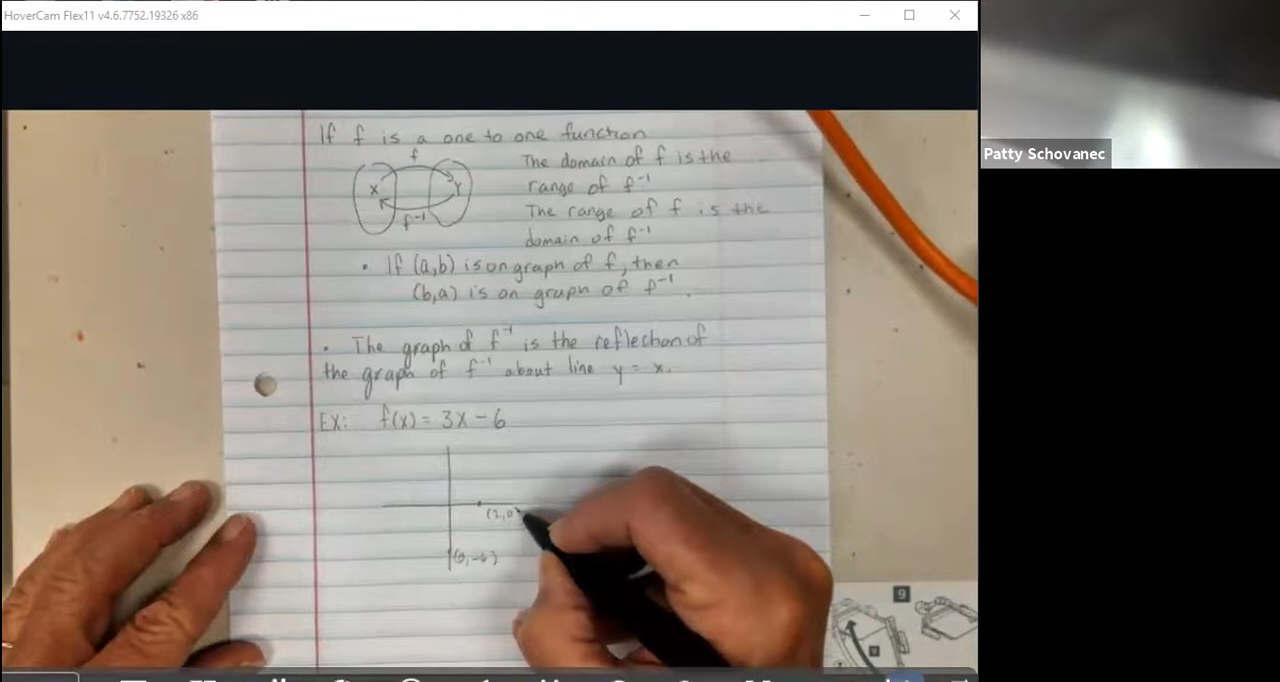 HoverCam Flex11 v4.6.7752.19326 x86
Patty Schovanec
If f is a one to one function
f
X
Y
f⁻¹
The domain of f is the
range of f⁻¹
The range of f is the
domain of f⁻¹
• If (a,b) is on graph of f, then
(b,a) is on graph of f⁻¹.
• The graph of f⁻¹ is the reflection of
the graph of f⁻¹ about line y = x.
EX: f(x) = 3x - 6
(2,0)
(0,-6)
9